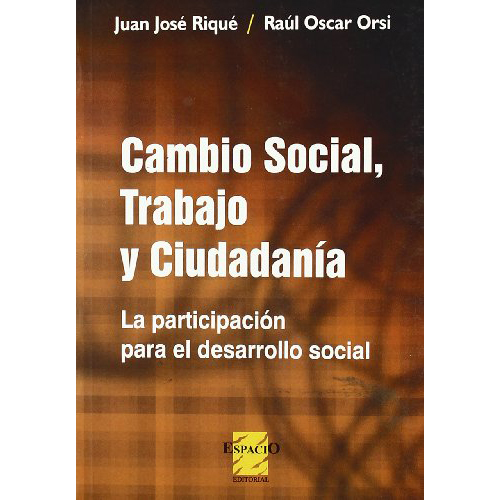 Juan José Riqué / Raúl Oscar Orsi
Cambio Social,
Trabajo
y Ciudadanía
La participación
para el desarrollo social
ESPACIO
EDITORIAL